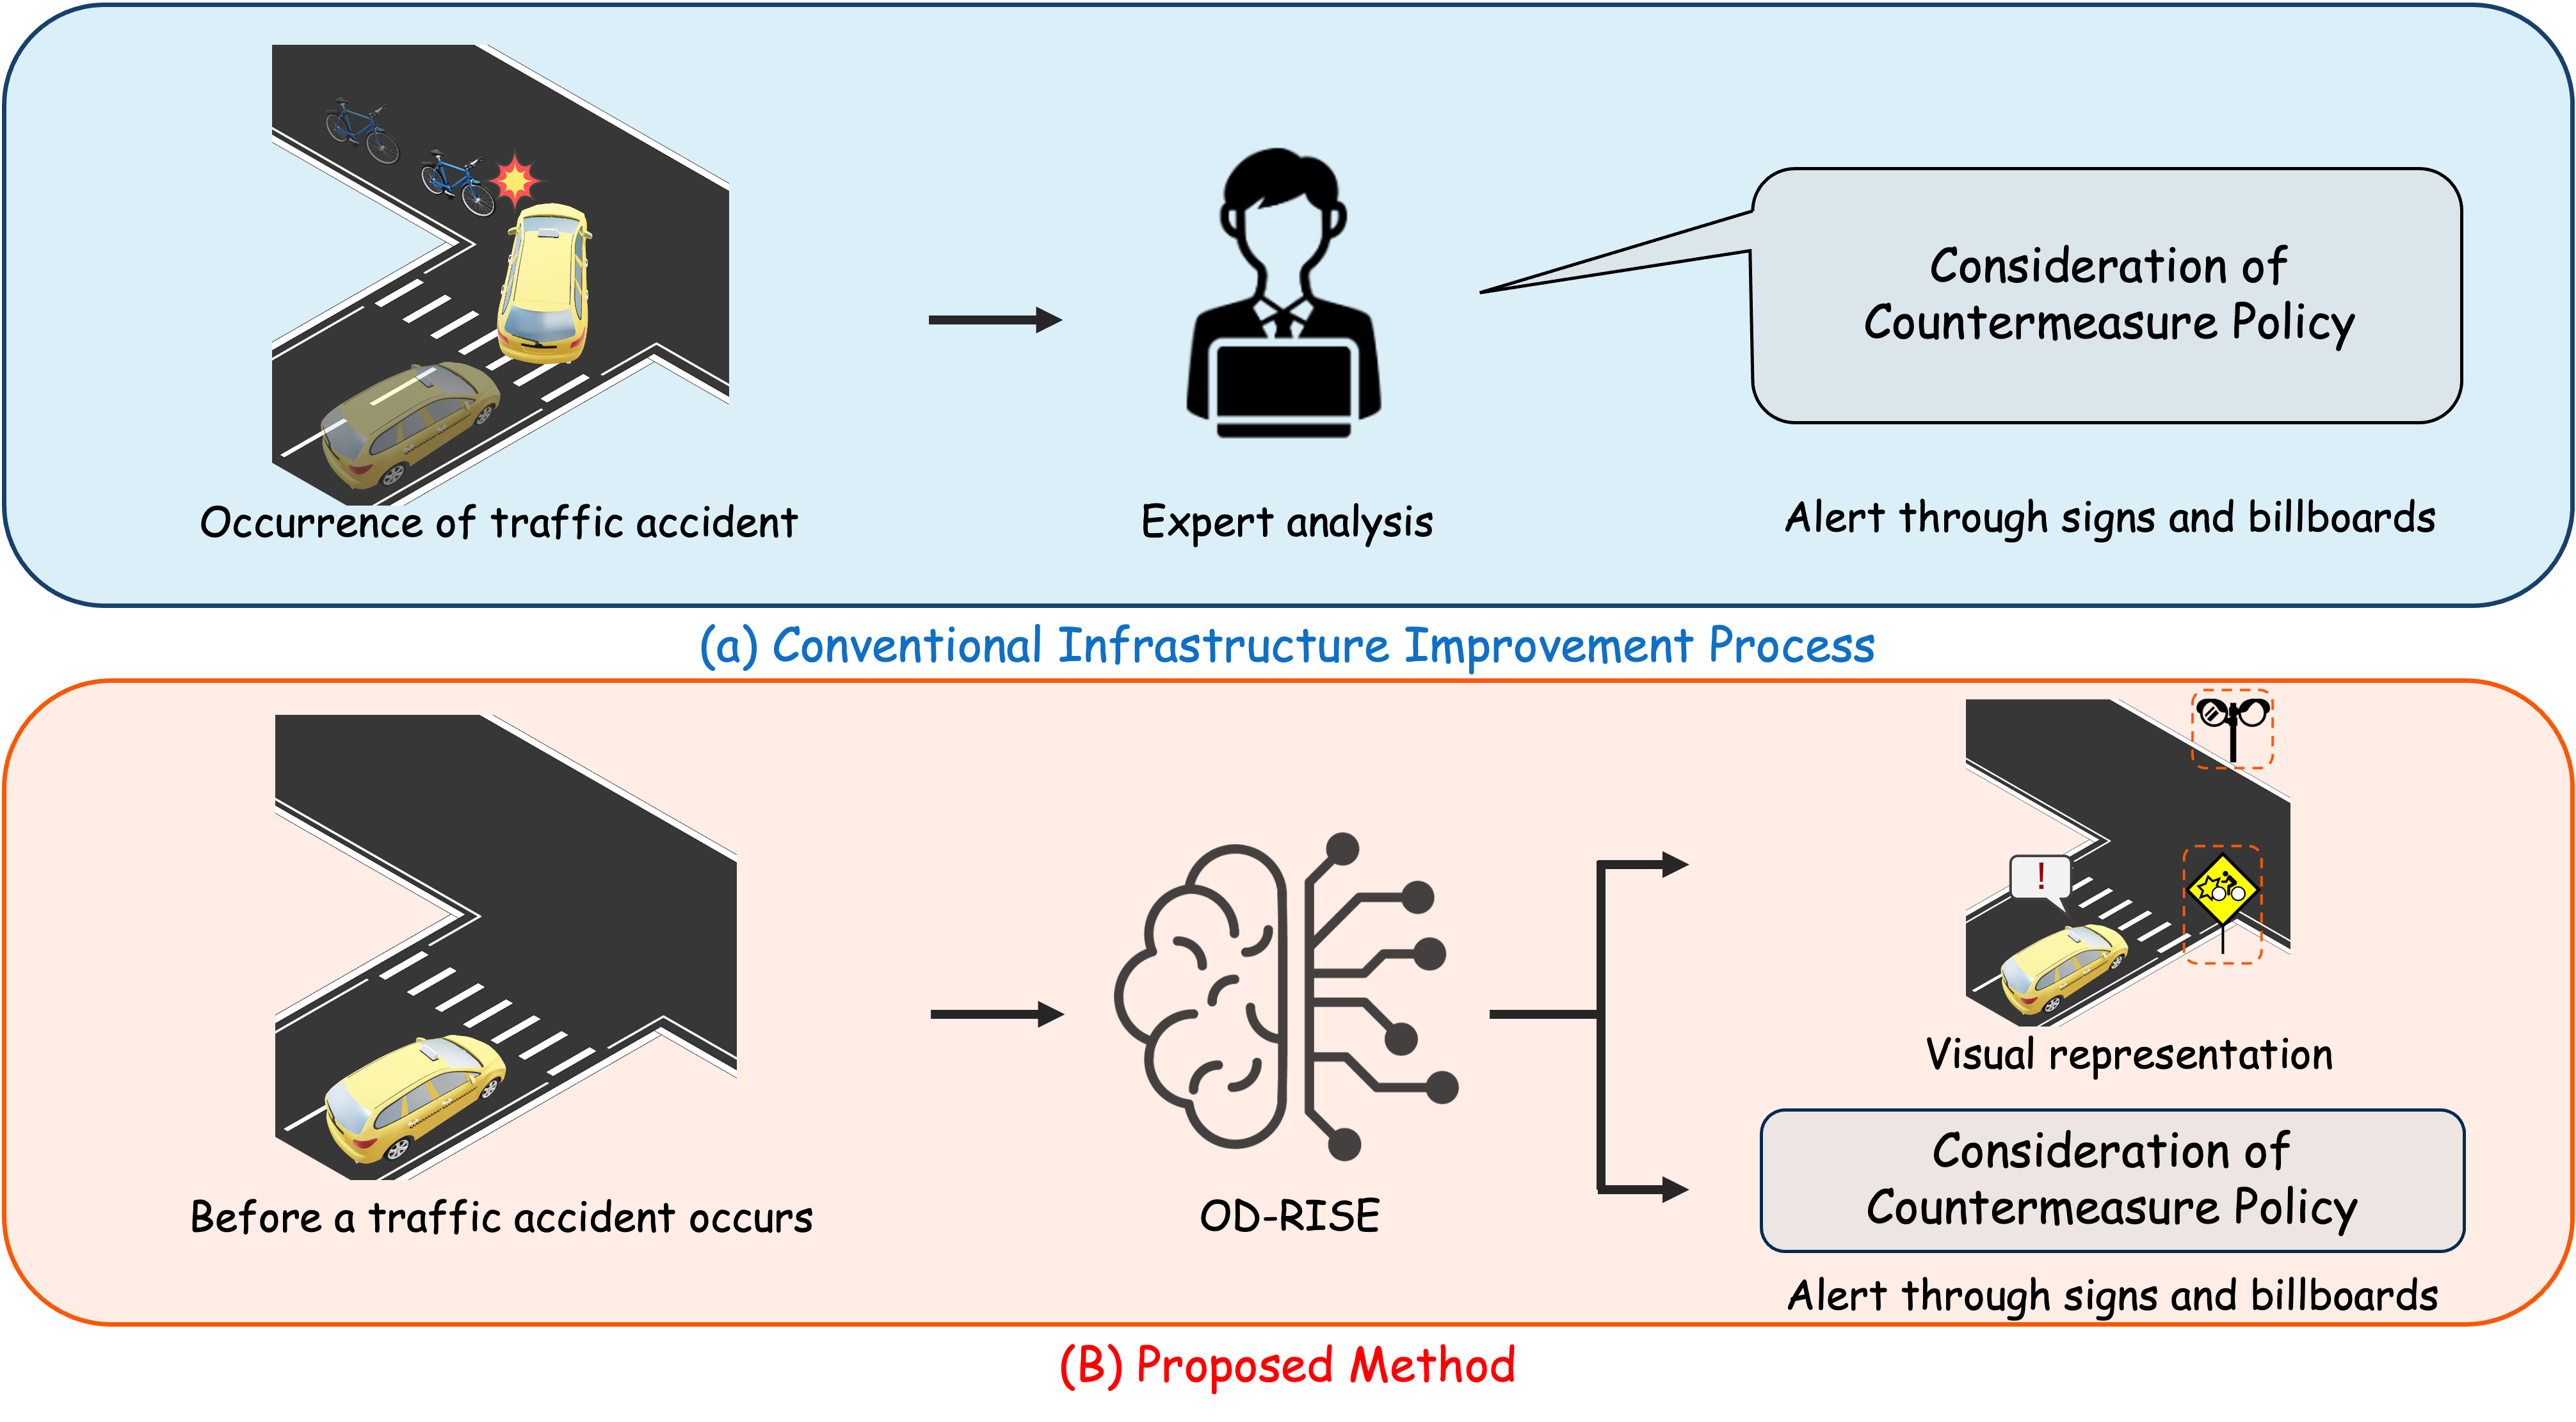 Consideration of
Countermeasure Policy
Occurrence of traffic accident
Expert analysis
Alert through signs and billboards
(a) Conventional Infrastructure Improvement Process
!
Visual representation
Consideration of
Countermeasure Policy
Before a traffic accident occurs
OD-RISE
Alert through signs and billboards
(B) Proposed Method